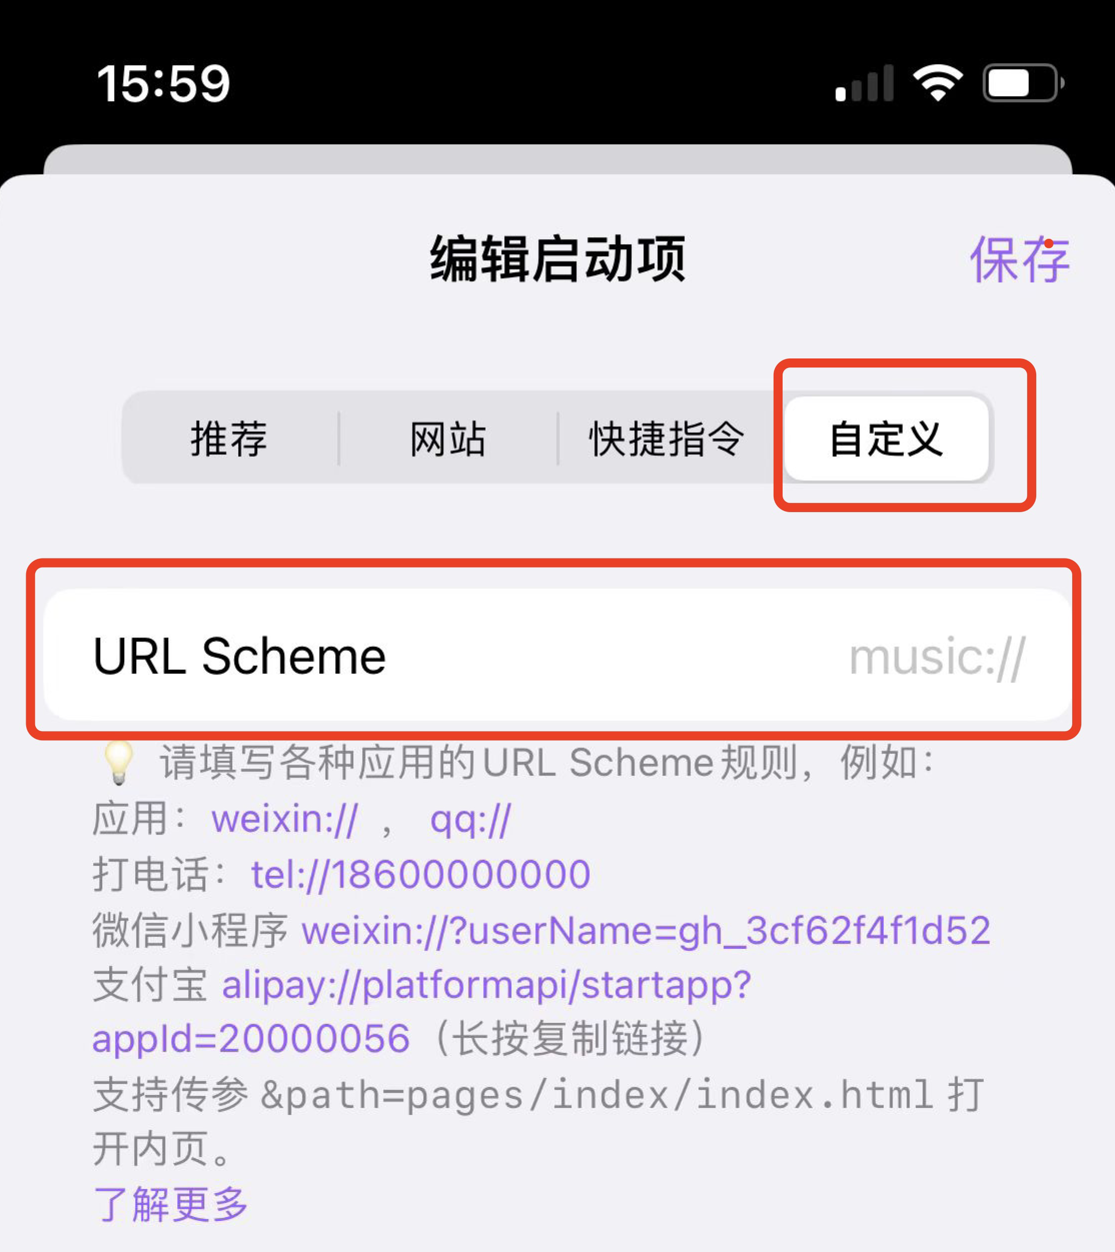 15:59
编辑启动项
保存
推荐 网站 快捷指令 自定义
URL Scheme music://
💡 请填写各种应用的URL Scheme规则，例如：
应用：weixin:// ， qq://
打电话：tel://18600000000
微信小程序 weixin://?userName=gh_3cf62f4f1d52
支付宝 alipay://platformapi/startapp?
appId=20000056（长按复制链接）
支持传参 &path=pages/index/index.html 打
开内页。
了解更多